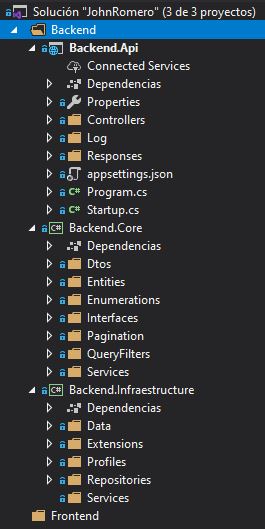 Solución "JohnRomero" (3 de 3 proyectos)
Backend
Backend.Api
Connected Services
Dependencias
Properties
Controllers
Log
Responses
appsettings.json
C# Program.cs
C# Startup.cs
C# Backend.Core
Dependencias
Dtos
Entities
Enumerations
Interfaces
Pagination
QueryFilters
Services
C# Backend.Infraestructure
Dependencias
Data
Extensions
Profiles
Repositories
Services
Frontend